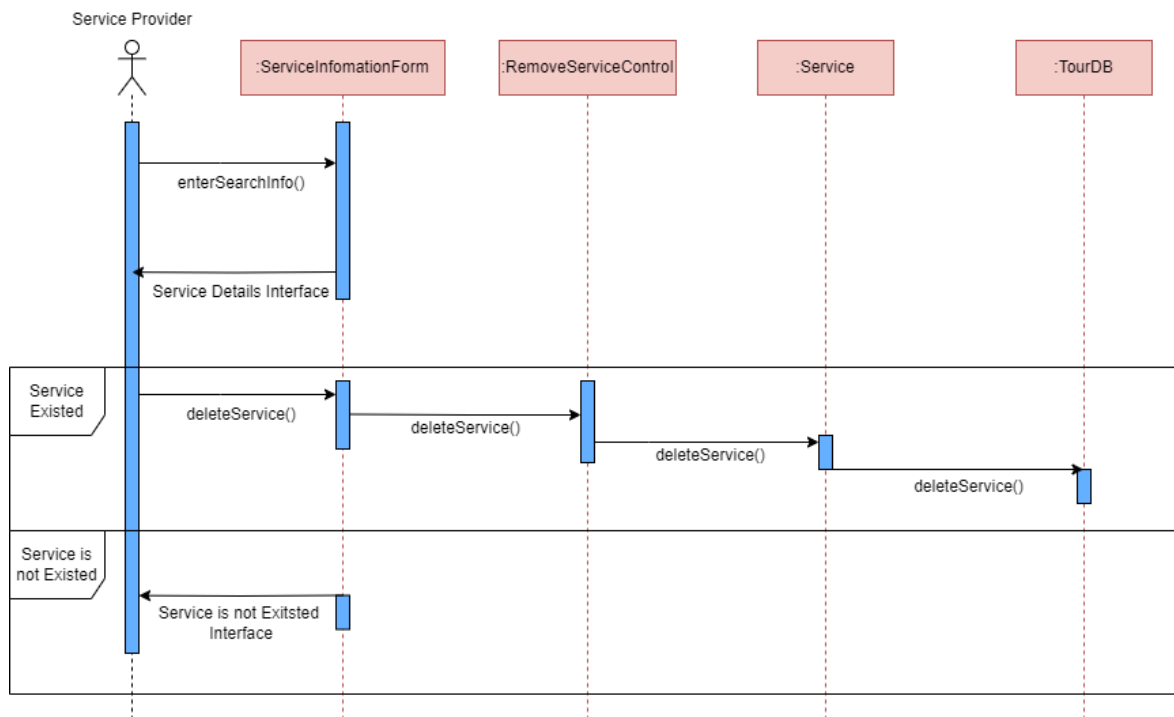 Service Provider
:ServiceInfomationForm
:RemoveServiceControl
:Service
:TourDB
enterSearchInfo()
Service Details Interface
Service
Existed
deleteService()
deleteService()
deleteService()
deleteService()
Service is
not Existed
Service is not Exitsted
Interface